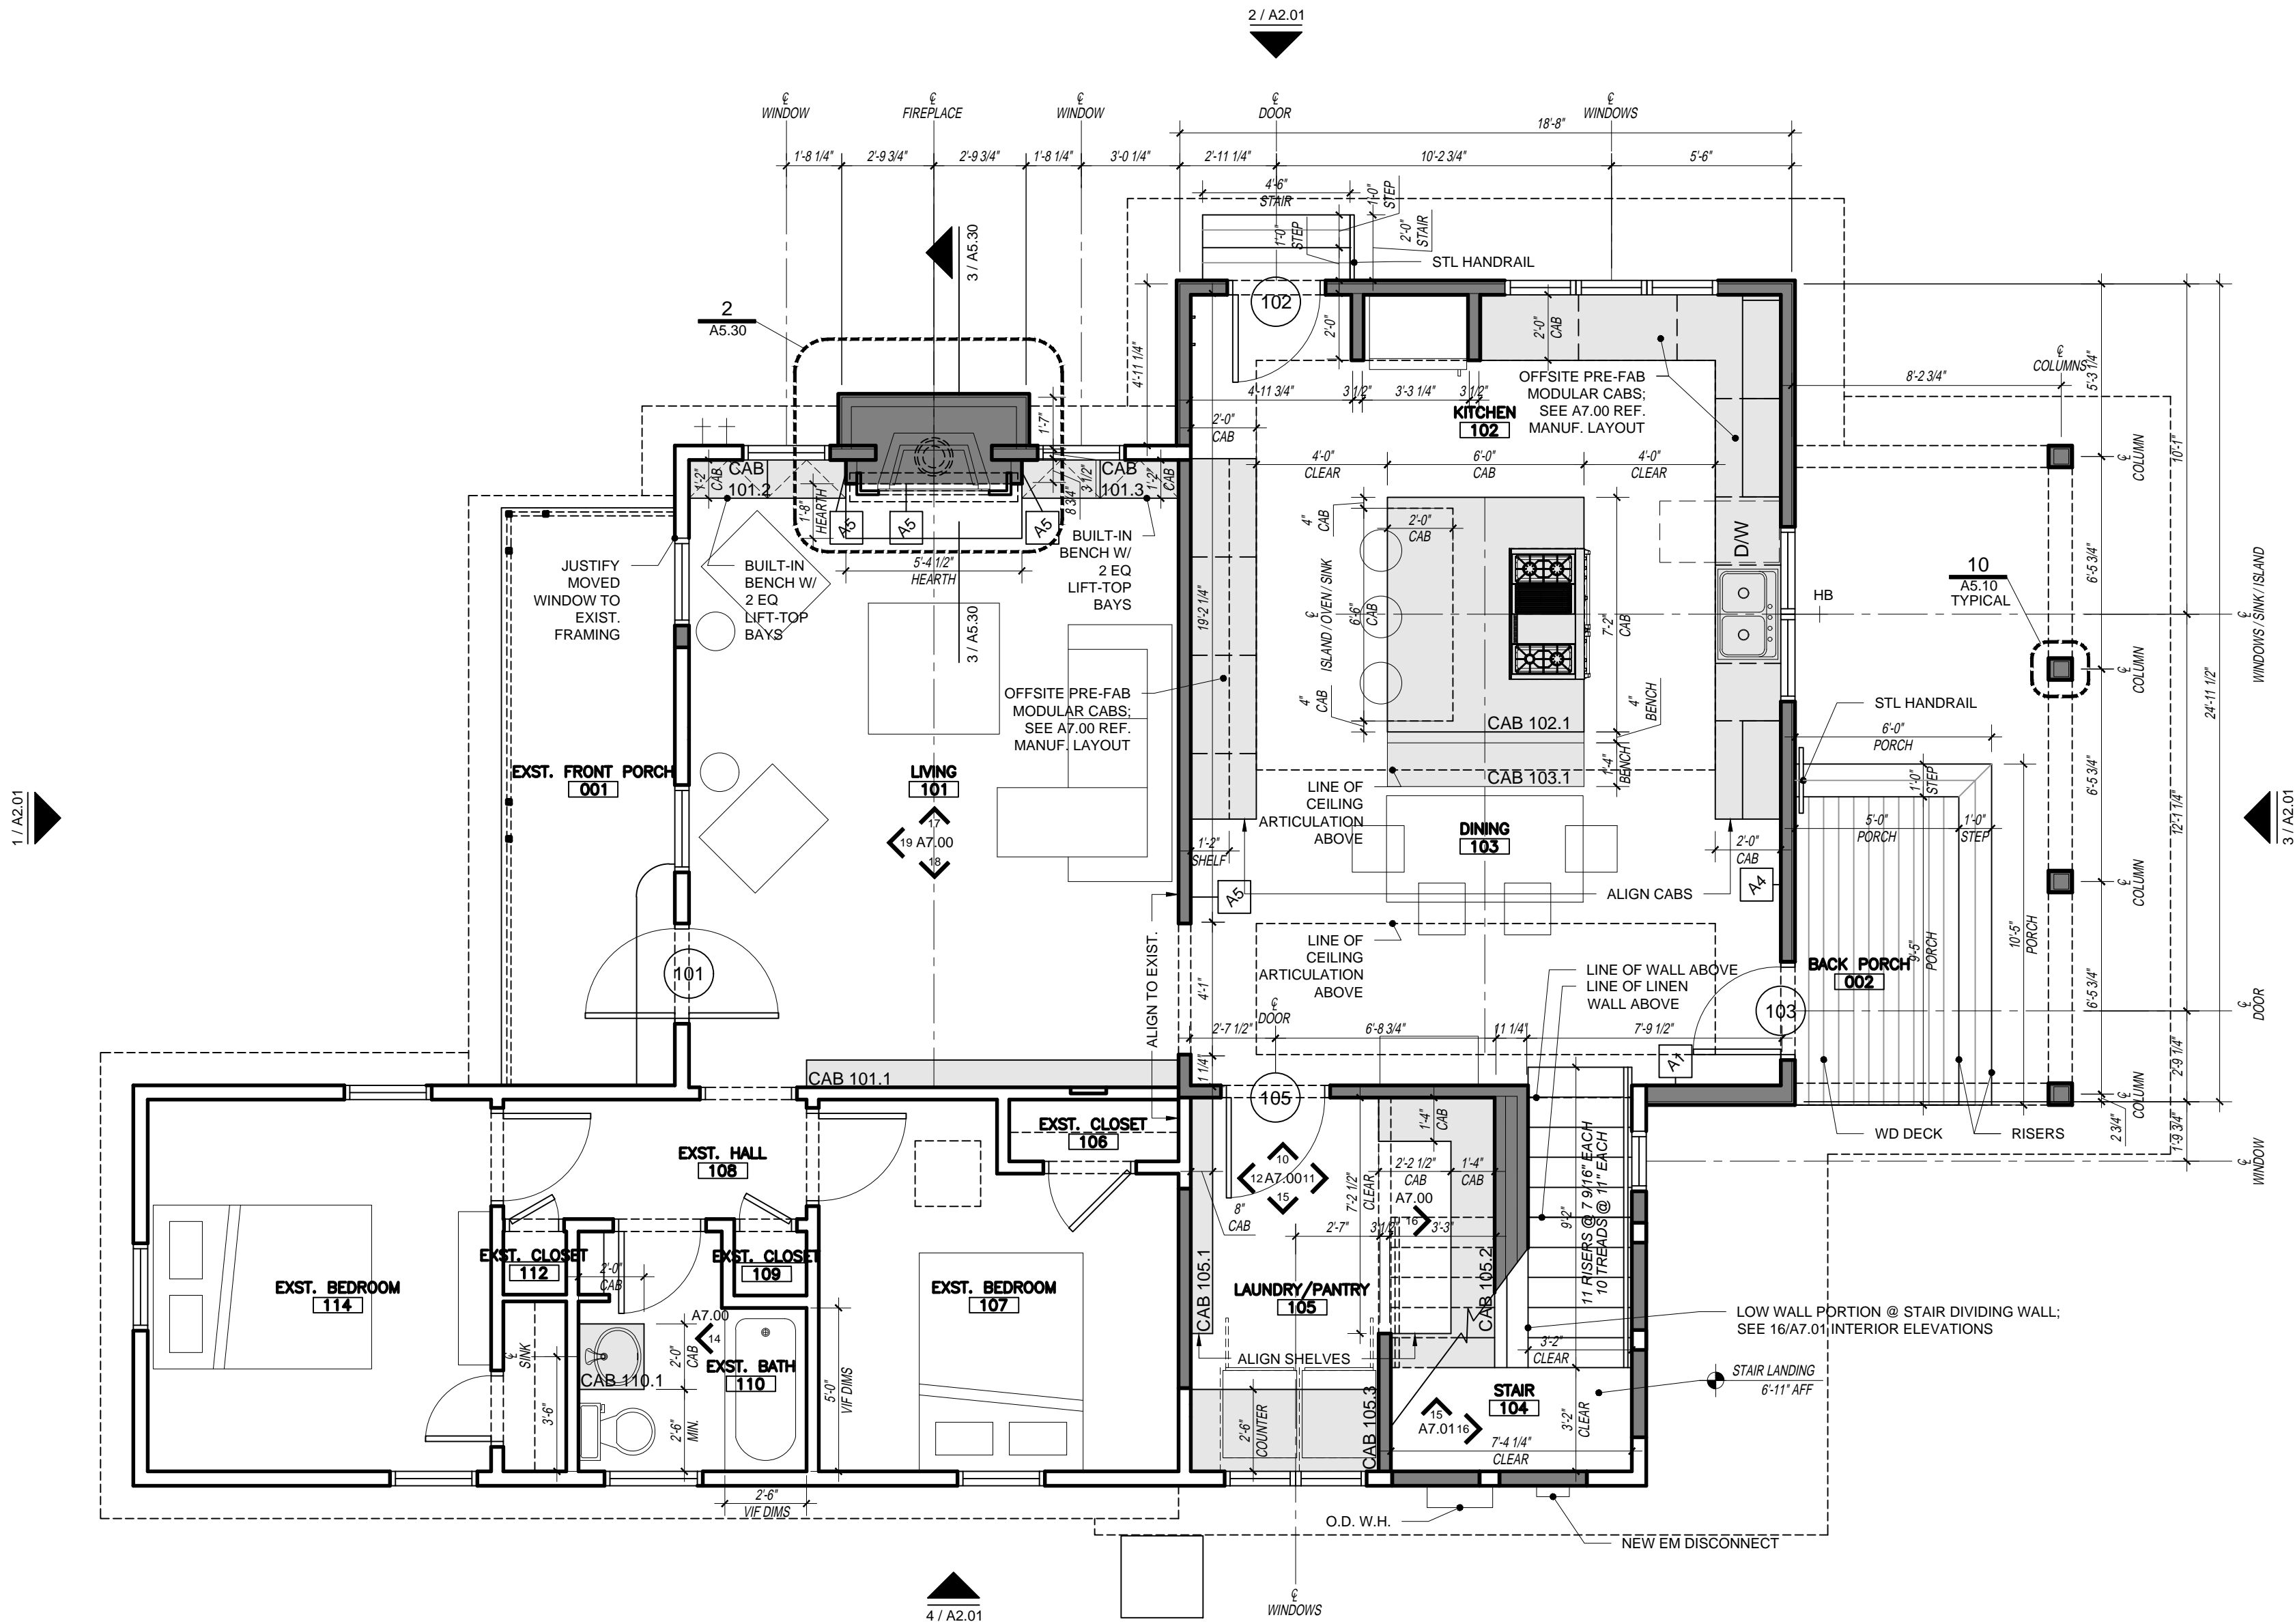 2 / A2.01
℄
WINDOW
℄
FIREPLACE
℄
WINDOW
℄
DOOR
℄
WINDOWS
18'-8"
1'-8 1/4"
2'-9 3/4"
2'-9 3/4"
1'-8 1/4"
3'-0 1/4"
2'-11 1/4"
10'-2 3/4"
5'-6"
4'-6"
STAIR
1'-0"
STEP
1'-0"
STEP
2'-0"
STAIR
STL HANDRAIL
3 / A5.30
2
A5.30
102
4'-11 1/4"
2'-0"
2'-0"
CAB
℄
COLUMNS
8'-2 3/4"
5'-3 1/4"
OFFSITE PRE-FAB
MODULAR CABS;
SEE A7.00 REF.
MANUF. LAYOUT
4'-11 3/4"
3 1/2"
3'-3 1/4"
3 1/2"
KITCHEN
102
2'-0"
CAB
1'-7"
4'-0"
CLEAR
6'-0"
CAB
4'-0"
CLEAR
CAB
101.2
1'-2"
CAB
CAB
101.3
1'-2"
CAB
3 1/2"
8 3/4"
1'-8"
HEARTH
A5
A5
A5
5'-4 1/2"
HEARTH
JUSTIFY
MOVED
WINDOW TO
EXIST.
FRAMING
BUILT-IN
BENCH W/
2 EQ
LIFT-TOP
BAYS
BUILT-IN
BENCH W/
2 EQ
LIFT-TOP
BAYS
3 / A5.30
4"
CAB
2'-0"
CAB
D/W
℄
ISLAND / OVEN / SINK
6'-6"
CAB
7'-2"
CAB
4"
CAB
4"
BENCH
1'-4"
BENCH
HB
10
A5.10
TYPICAL
℄
COLUMN
10'-1"
6'-5 3/4"
℄
WINDOWS / SINK / ISLAND
℄
COLUMN
24'-11 1/2"
19'-2 1/4"
OFFSITE PRE-FAB
MODULAR CABS;
SEE A7.00 REF.
MANUF. LAYOUT
CAB 102.1
CAB 103.1
STL HANDRAIL
6'-0"
PORCH
1'-0"
STEP
5'-0"
PORCH
1'-0"
STEP
6'-5 3/4"
12'-1 1/4"
1 / A2.01
3 / A2.01
EXST. FRONT PORCH
001
LIVING
101
17
19 A7.00
18
LINE OF
CEILING
ARTICULATION
ABOVE
DINING
103
1'-2"
SHELF
2'-0"
CAB
A5
ALIGN CABS
A4
℄
COLUMN
LINE OF
CEILING
ARTICULATION
ABOVE
ALIGN TO EXIST.
4'-1"
101
LINE OF WALL ABOVE
LINE OF LINEN
WALL ABOVE
BACK PORCH
002
9'-5"
PORCH
10'-5"
PORCH
6'-5 3/4"
103
℄
DOOR
℄
DOOR
2'-7 1/2"
6'-8 3/4"
11 1/4"
7'-9 1/2"
A1
1 1/4"
2'-9 1/4"
CAB 101.1
105
℄
COLUMN
2 3/4"
1'-9 3/4"
WD DECK
RISERS
℄
WINDOW
EXST. CLOSET
106
EXST. HALL
108
1'-4"
CAB
10
12 A7.00 11
15
2'-2 1/2"
CAB
1'-4"
CAB
7'-2 1/2"
CLEAR
A7.00
16
8"
CAB
2'-7"
3 1/2"
3'-3"
9'-2"
11 RISERS @ 7 9/16" EACH
10 TREADS @ 11" EACH
EXST. CLOSET
112
2'-0"
CAB
EXST. CLOSET
109
EXST. BEDROOM
114
EXST. BEDROOM
107
LAUNDRY/PANTRY
105
CAB 105.1
CAB 105.2
A7.00
14
℄
SINK
2'-0"
CAB
CAB 110.1
EXST. BATH
110
5'-0"
VIF DIMS
3'-6"
2'-6"
MIN.
LOW WALL PORTION @ STAIR DIVIDING WALL;
SEE 16/A7.01 INTERIOR ELEVATIONS
3'-2"
CLEAR
ALIGN SHELVES
STAIR LANDING
6'-11" AFF
STAIR
104
15
A7.01 16
3'-2"
CLEAR
2'-6"
COUNTER
CAB 105.3
7'-4 1/4"
CLEAR
2'-6"
VIF DIMS
O.D. W.H.
NEW EM DISCONNECT
℄
WINDOWS
4 / A2.01